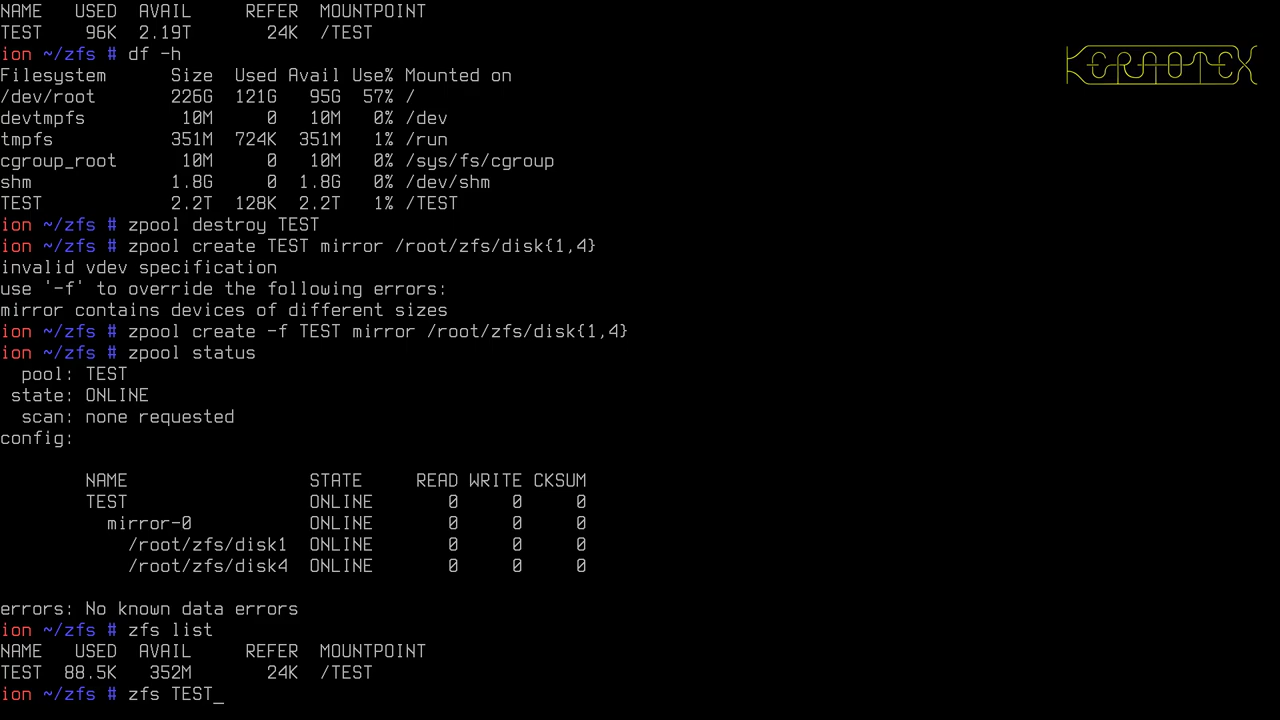 NAME   USED  AVAIL     REFER  MOUNTPOINT
TEST    96K  2.19T       24K  /TEST
ion ~/zfs # df -h
Filesystem      Size  Used Avail Use% Mounted on
/dev/root       226G  121G   95G  57% /
devtmpfs         10M     0   10M   0% /dev
tmpfs           351M  724K  351M   1% /run
cgroup_root      10M     0   10M   0% /sys/fs/cgroup
shm             1.8G     0  1.8G   0% /dev/shm
TEST            2.2T  128K  2.2T   1% /TEST
ion ~/zfs # zpool destroy TEST
ion ~/zfs # zpool create TEST mirror /root/zfs/disk{1,4}
invalid vdev specification
use '-f' to override the following errors:
mirror contains devices of different sizes
ion ~/zfs # zpool create -f TEST mirror /root/zfs/disk{1,4}
ion ~/zfs # zpool status
  pool: TEST
 state: ONLINE
  scan: none requested
config:
        NAME                 STATE     READ WRITE CKSUM
        TEST                 ONLINE       0     0     0
          mirror-0           ONLINE       0     0     0
            /root/zfs/disk1  ONLINE       0     0     0
            /root/zfs/disk4  ONLINE       0     0     0
errors: No known data errors
ion ~/zfs # zfs list
NAME   USED  AVAIL     REFER  MOUNTPOINT
TEST  88.5K   352M       24K  /TEST
ion ~/zfs # zfs TEST_
KERNOTEX